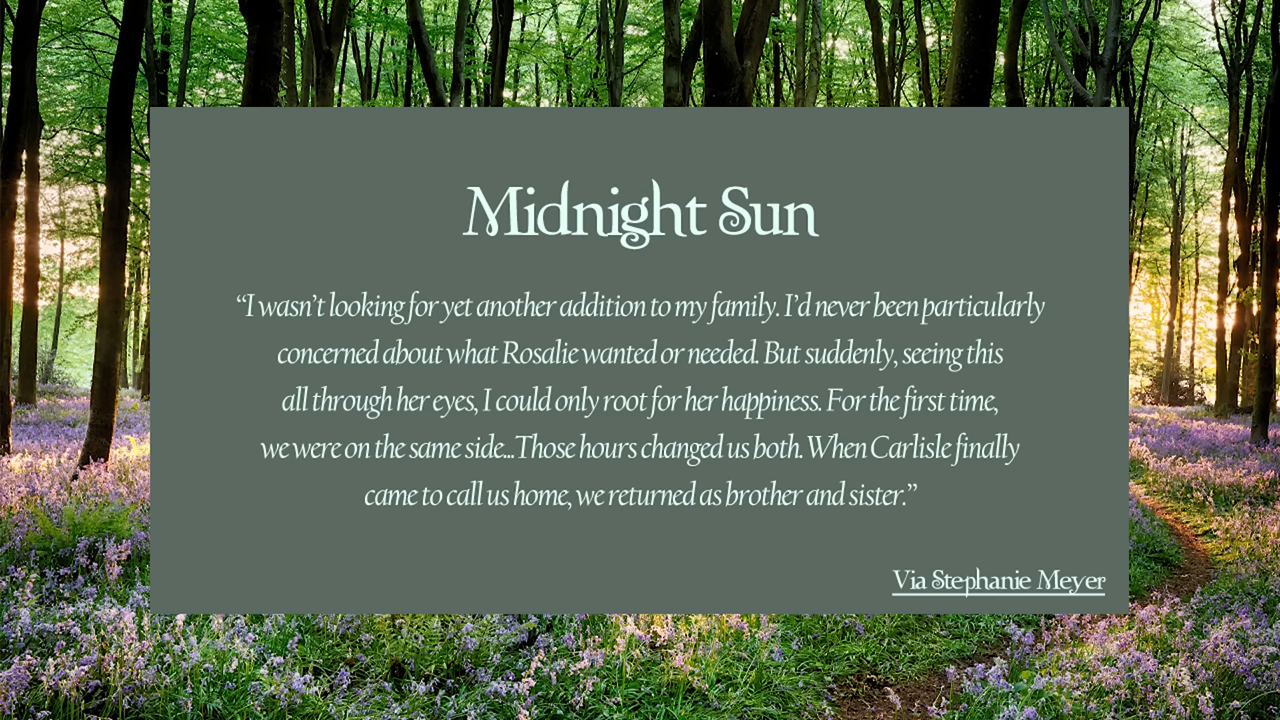 Midnight Sun
“I wasn’t looking for yet another addition to my family. I’d never been particularly
concerned about what Rosalie wanted or needed. But suddenly, seeing this
all through her eyes, I could only root for her happiness. For the first time,
we were on the same side...Those hours changed us both. When Carlisle finally
came to call us home, we returned as brother and sister.”
Via Stephanie Meyer